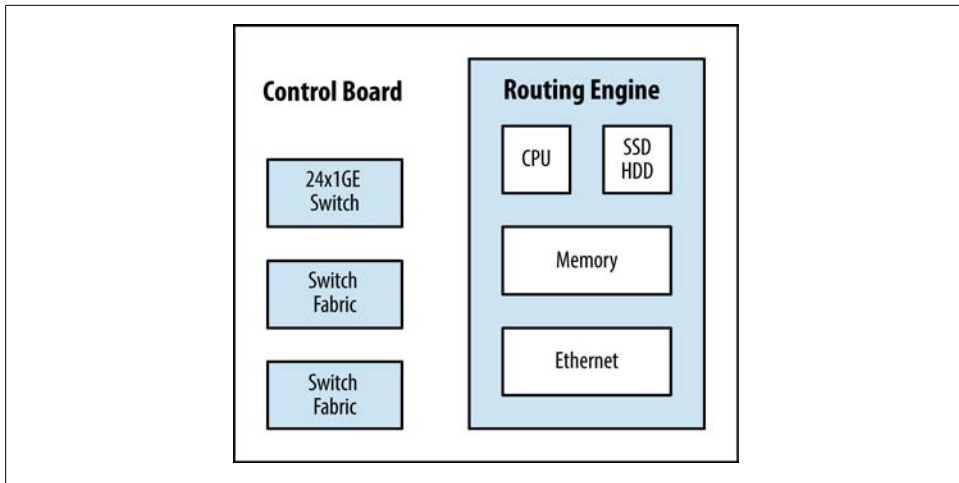 Control Board
24x1GE
Switch
Switch
Fabric
Switch
Fabric
Routing Engine
CPU
SSD
HDD
Memory
Ethernet